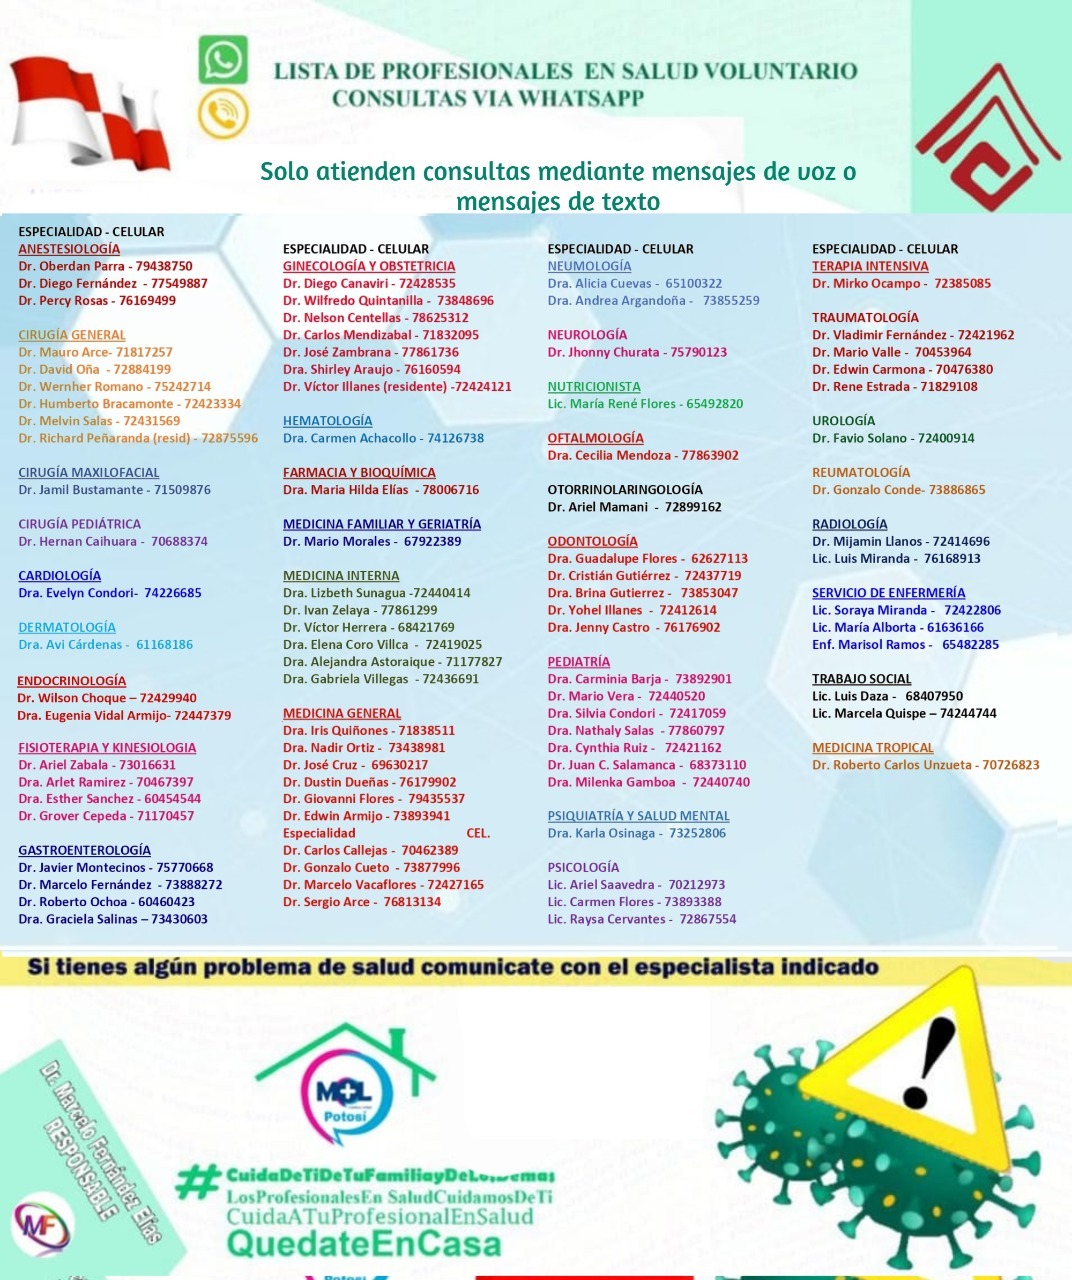 LISTA DE PROFESIONALES EN SALUD VOLUNTARIO
CONSULTAS VIA WHATSAPP
Solo atienden consultas mediante mensajes de voz o
mensajes de texto
ESPECIALIDAD - CELULAR
ANESTESIOLOGÍA
Dr. Oberdan Parra - 79438750
Dr. Diego Fernández - 77549887
Dr. Percy Rosas - 76169499
CIRUGÍA GENERAL
Dr. Mauro Arce- 71817257
Dr. David Oña - 72884199
Dr. Wernher Romano - 75242714
Dr. Humberto Bracamonte - 72423334
Dr. Melvin Salas - 72431569
Dr. Richard Peñaranda (resid) - 72875596
CIRUGÍA MAXILOFACIAL
Dr. Jamil Bustamante - 71509876
CIRUGÍA PEDIÁTRICA
Dr. Hernan Caihuara - 70688374
CARDIOLOGÍA
Dra. Evelyn Condori- 74226685
DERMATOLOGÍA
Dra. Avi Cárdenas - 61168186
ENDOCRINOLOGÍA
Dr. Wilson Choque – 72429940
Dra. Eugenia Vidal Armijo- 72447379
FISIOTERAPIA Y KINESIOLOGIA
Dr. Ariel Zabala - 73016631
Dra. Arlet Ramirez - 70467397
Dra. Esther Sanchez - 60454544
Dr. Grover Cepeda - 71170457
GASTROENTEROLOGÍA
Dr. Javier Montecinos - 75770668
Dr. Marcelo Fernández - 73888272
Dr. Roberto Ochoa - 60460423
Dra. Graciela Salinas – 73430603
ESPECIALIDAD - CELULAR
GINECOLOGÍA Y OBSTETRICIA
Dr. Diego Canaviri - 72428535
Dr. Wilfredo Quintanilla - 73848696
Dr. Nelson Centellas - 78625312
Dr. Carlos Mendizabal - 71832095
Dr. José Zambrana - 77861736
Dra. Shirley Araujo - 76160594
Dr. Víctor Illanes (residente) -72424121
HEMATOLOGÍA
Dra. Carmen Achacollo - 74126738
FARMACIA Y BIOQUÍMICA
Dra. Maria Hilda Elías - 78006716
MEDICINA FAMILIAR Y GERIATRÍA
Dr. Mario Morales - 67922389
MEDICINA INTERNA
Dra. Lizbeth Sunagua -72440414
Dr. Ivan Zelaya - 77861299
Dr. Víctor Herrera - 68421769
Dra. Elena Coro Villca - 72419025
Dra. Alejandra Astoraique - 71177827
Dra. Gabriela Villegas - 72436691
MEDICINA GENERAL
Dra. Iris Quiñones - 71838511
Dra. Nadir Ortiz - 73438981
Dr. José Cruz - 69630217
Dr. Dustin Dueñas - 76179902
Dr. Giovanni Flores - 79435537
Dr. Edwin Armijo - 73893941
Especialidad CEL.
Dr. Carlos Callejas - 70462389
Dr. Gonzalo Cueto - 73877996
Dr. Marcelo Vacaflores - 72427165
Dr. Sergio Arce - 76813134
ESPECIALIDAD - CELULAR
NEUMOLOGÍA
Dra. Alicia Cuevas - 65100322
Dra. Andrea Argandoña - 73855259
NEUROLOGÍA
Dr. Jhonny Churata - 75790123
NUTRICIONISTA
Lic. María René Flores - 65492820
OFTALMOLOGÍA
Dra. Cecilia Mendoza - 77863902
OTORRINOLARINGOLOGÍA
Dr. Ariel Mamani - 72899162
ODONTOLOGÍA
Dra. Guadalupe Flores - 62627113
Dr. Cristián Gutiérrez - 72437719
Dra. Brina Gutierrez - 73853047
Dr. Yohel Illanes - 72412614
Dra. Jenny Castro - 76176902
PEDIATRÍA
Dra. Carminia Barja - 73892901
Dr. Mario Vera - 72440520
Dra. Silvia Condori - 72417059
Dra. Nathaly Salas - 77860797
Dra. Cynthia Ruiz - 72421162
Dr. Juan C. Salamanca - 68373110
Dra. Milenka Gamboa - 72440740
PSIQUIATRÍA Y SALUD MENTAL
Dra. Karla Osinaga - 73252806
PSICOLOGÍA
Lic. Ariel Saavedra - 70212973
Lic. Carmen Flores - 73893388
Lic. Raysa Cervantes - 72867554
ESPECIALIDAD - CELULAR
TERAPIA INTENSIVA
Dr. Mirko Ocampo - 72385085
TRAUMATOLOGÍA
Dr. Vladimir Fernández - 72421962
Dr. Mario Valle - 70453964
Dr. Edwin Carmona - 70476380
Dr. Rene Estrada - 71829108
UROLOGÍA
Dr. Favio Solano - 72400914
REUMATOLOGÍA
Dr. Gonzalo Conde- 73886865
RADIOLOGÍA
Dr. Mijamin Llanos - 72414696
Lic. Luis Miranda - 76168913
SERVICIO DE ENFERMERÍA
Lic. Soraya Miranda - 72422806
Lic. María Alborta - 61636166
Enf. Marisol Ramos - 65482285
TRABAJO SOCIAL
Lic. Luis Daza - 68407950
Lic. Marcela Quispe – 74244744
MEDICINA TROPICAL
Dr. Roberto Carlos Unzueta - 70726823
Si tienes algún problema de salud comunicate con el especialista indicado
Dr. Marcelo Fernández Elías
RESPONSABLE
MF
M+L
Potosí
#CuidaDeTiDeTuFamiliayDeLosDemas
LosProfesionalesEn SaludCuidamosDeTi
CuidaATuProfesionalEnSalud
QuedateEnCasa
Potosí